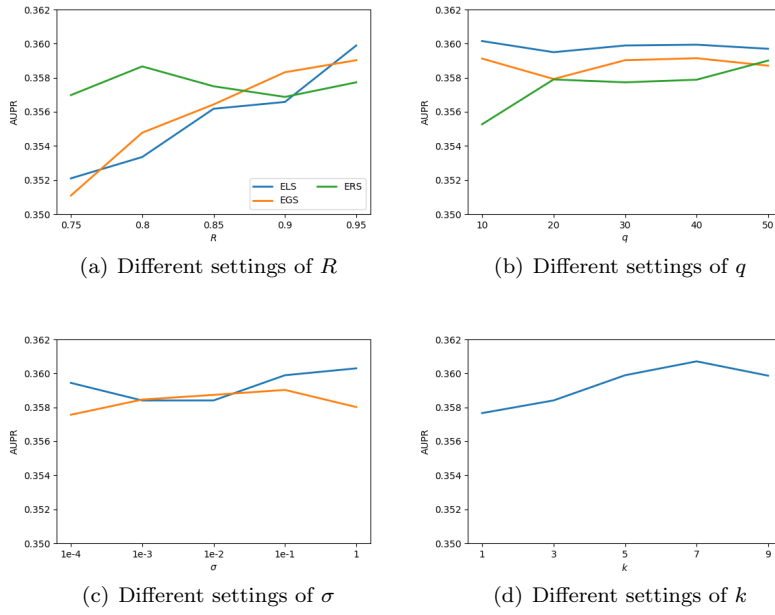 0.362
0.360
0.358
0.356
0.354
0.352
0.350
AUPR
0.75 0.8 0.85 0.9 0.95
R
ELS ERS
EGS
(a) Different settings of R
0.362
0.360
0.358
0.356
0.354
0.352
0.350
AUPR
10 20 30 40 50
q
(b) Different settings of q
0.362
0.360
0.358
0.356
0.354
0.352
0.350
AUPR
1e-4 1e-3 1e-2 1e-1 1
σ
(c) Different settings of σ
0.362
0.360
0.358
0.356
0.354
0.352
0.350
AUPR
1 3 5 7 9
k
(d) Different settings of k